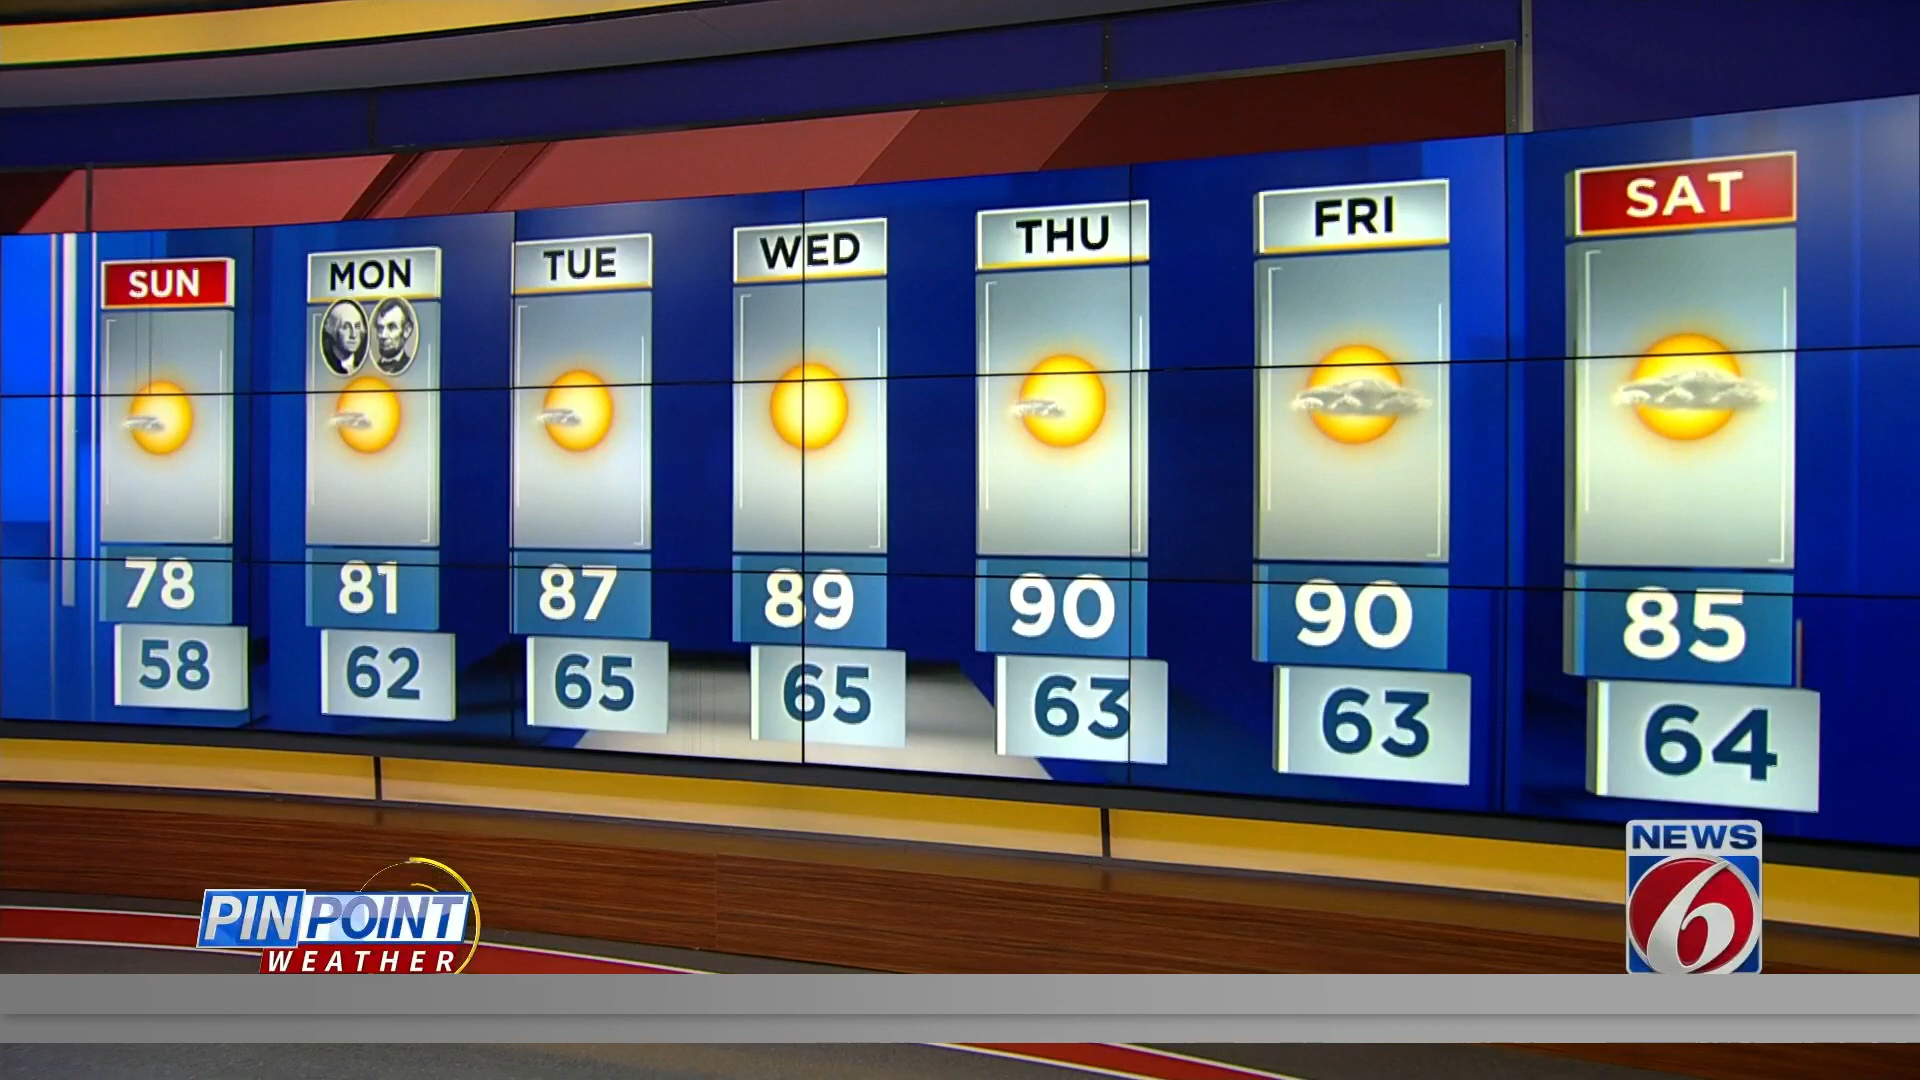 SUN MON TUE WED THU FRI SAT
78 81 87 89 90 90 85
58 62 65 65 63 63 64
PINPOINT
WEATHER
NEWS
6